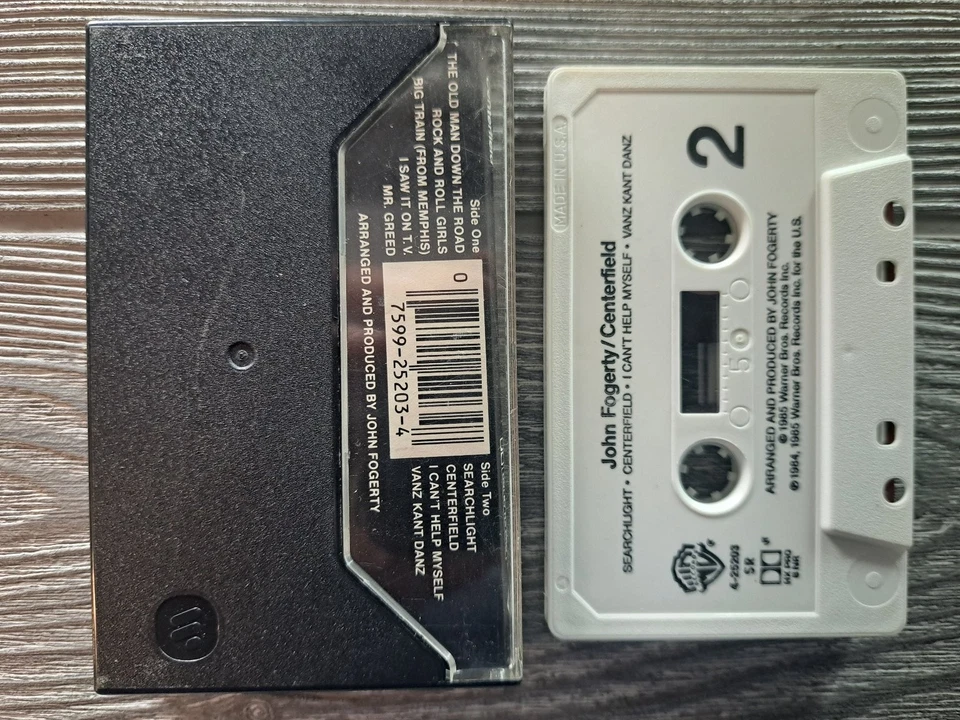 Side One
THE OLD MAN DOWN THE ROAD
ROCK AND ROLL GIRLS
BIG TRAIN (FROM MEMPHIS)
I SAW IT ON T.V.
MR. GREED
ARRANGED AND PRODUCED BY JOHN FOGERTY
0
7599-25203-4
Side Two
SEARCHLIGHT
CENTERFIELD
I CAN'T HELP MYSELF
VANZ KANT DANZ
MADE IN U.S.A.
John Fogerty/Centerfield
SEARCHLIGHT • CENTERFIELD • I CAN'T HELP MYSELF • VANZ KANT DANZ
2
50
ARRANGED AND PRODUCED BY JOHN FOGERTY
℗ 1985 Warner Bros. Records Inc.
© 1984, 1985 Warner Bros. Records Inc. for the U.S.
4-25203
SR
HX PRO